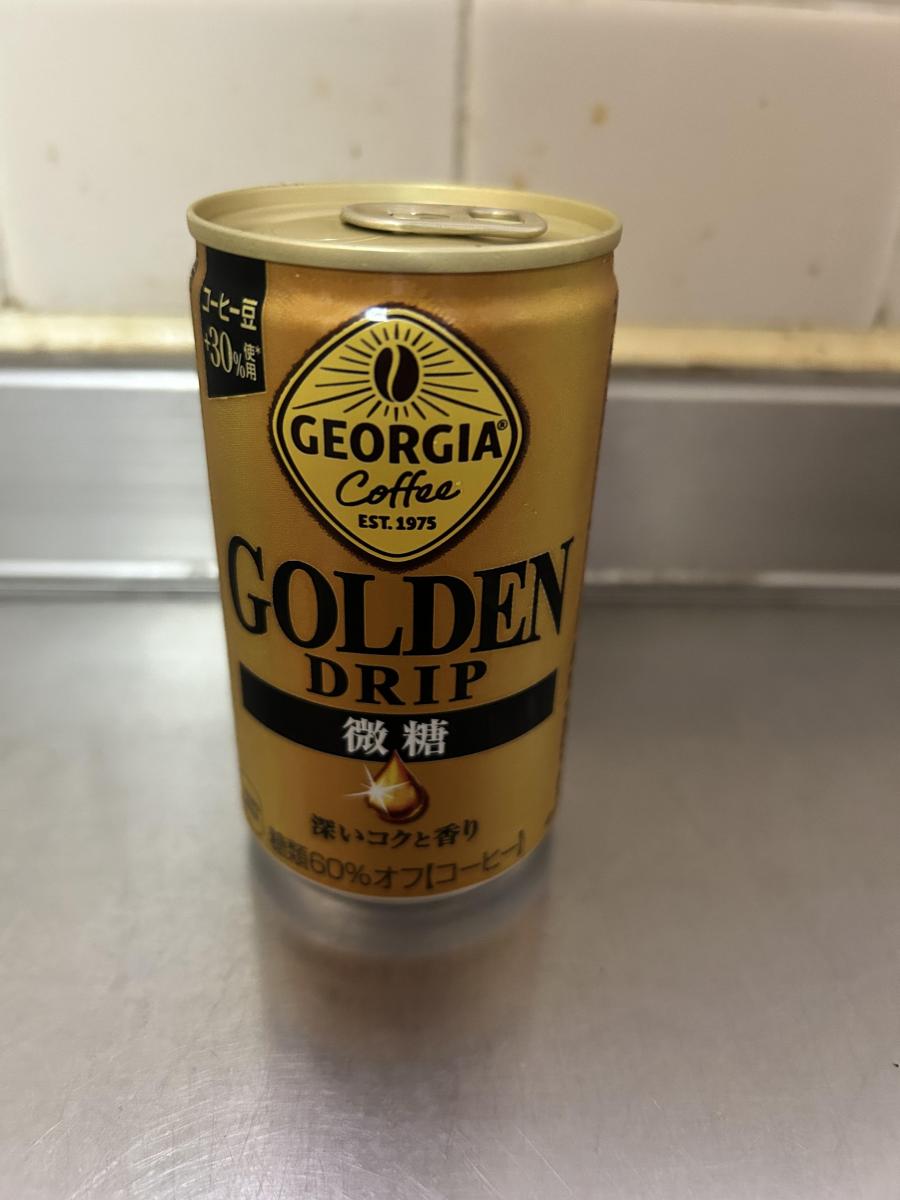 コーヒー豆
+30%使用*
GEORGIA®
Coffee
EST. 1975
GOLDEN
DRIP
微糖
深いコクと香り
糖類60%オフ【コーヒー】